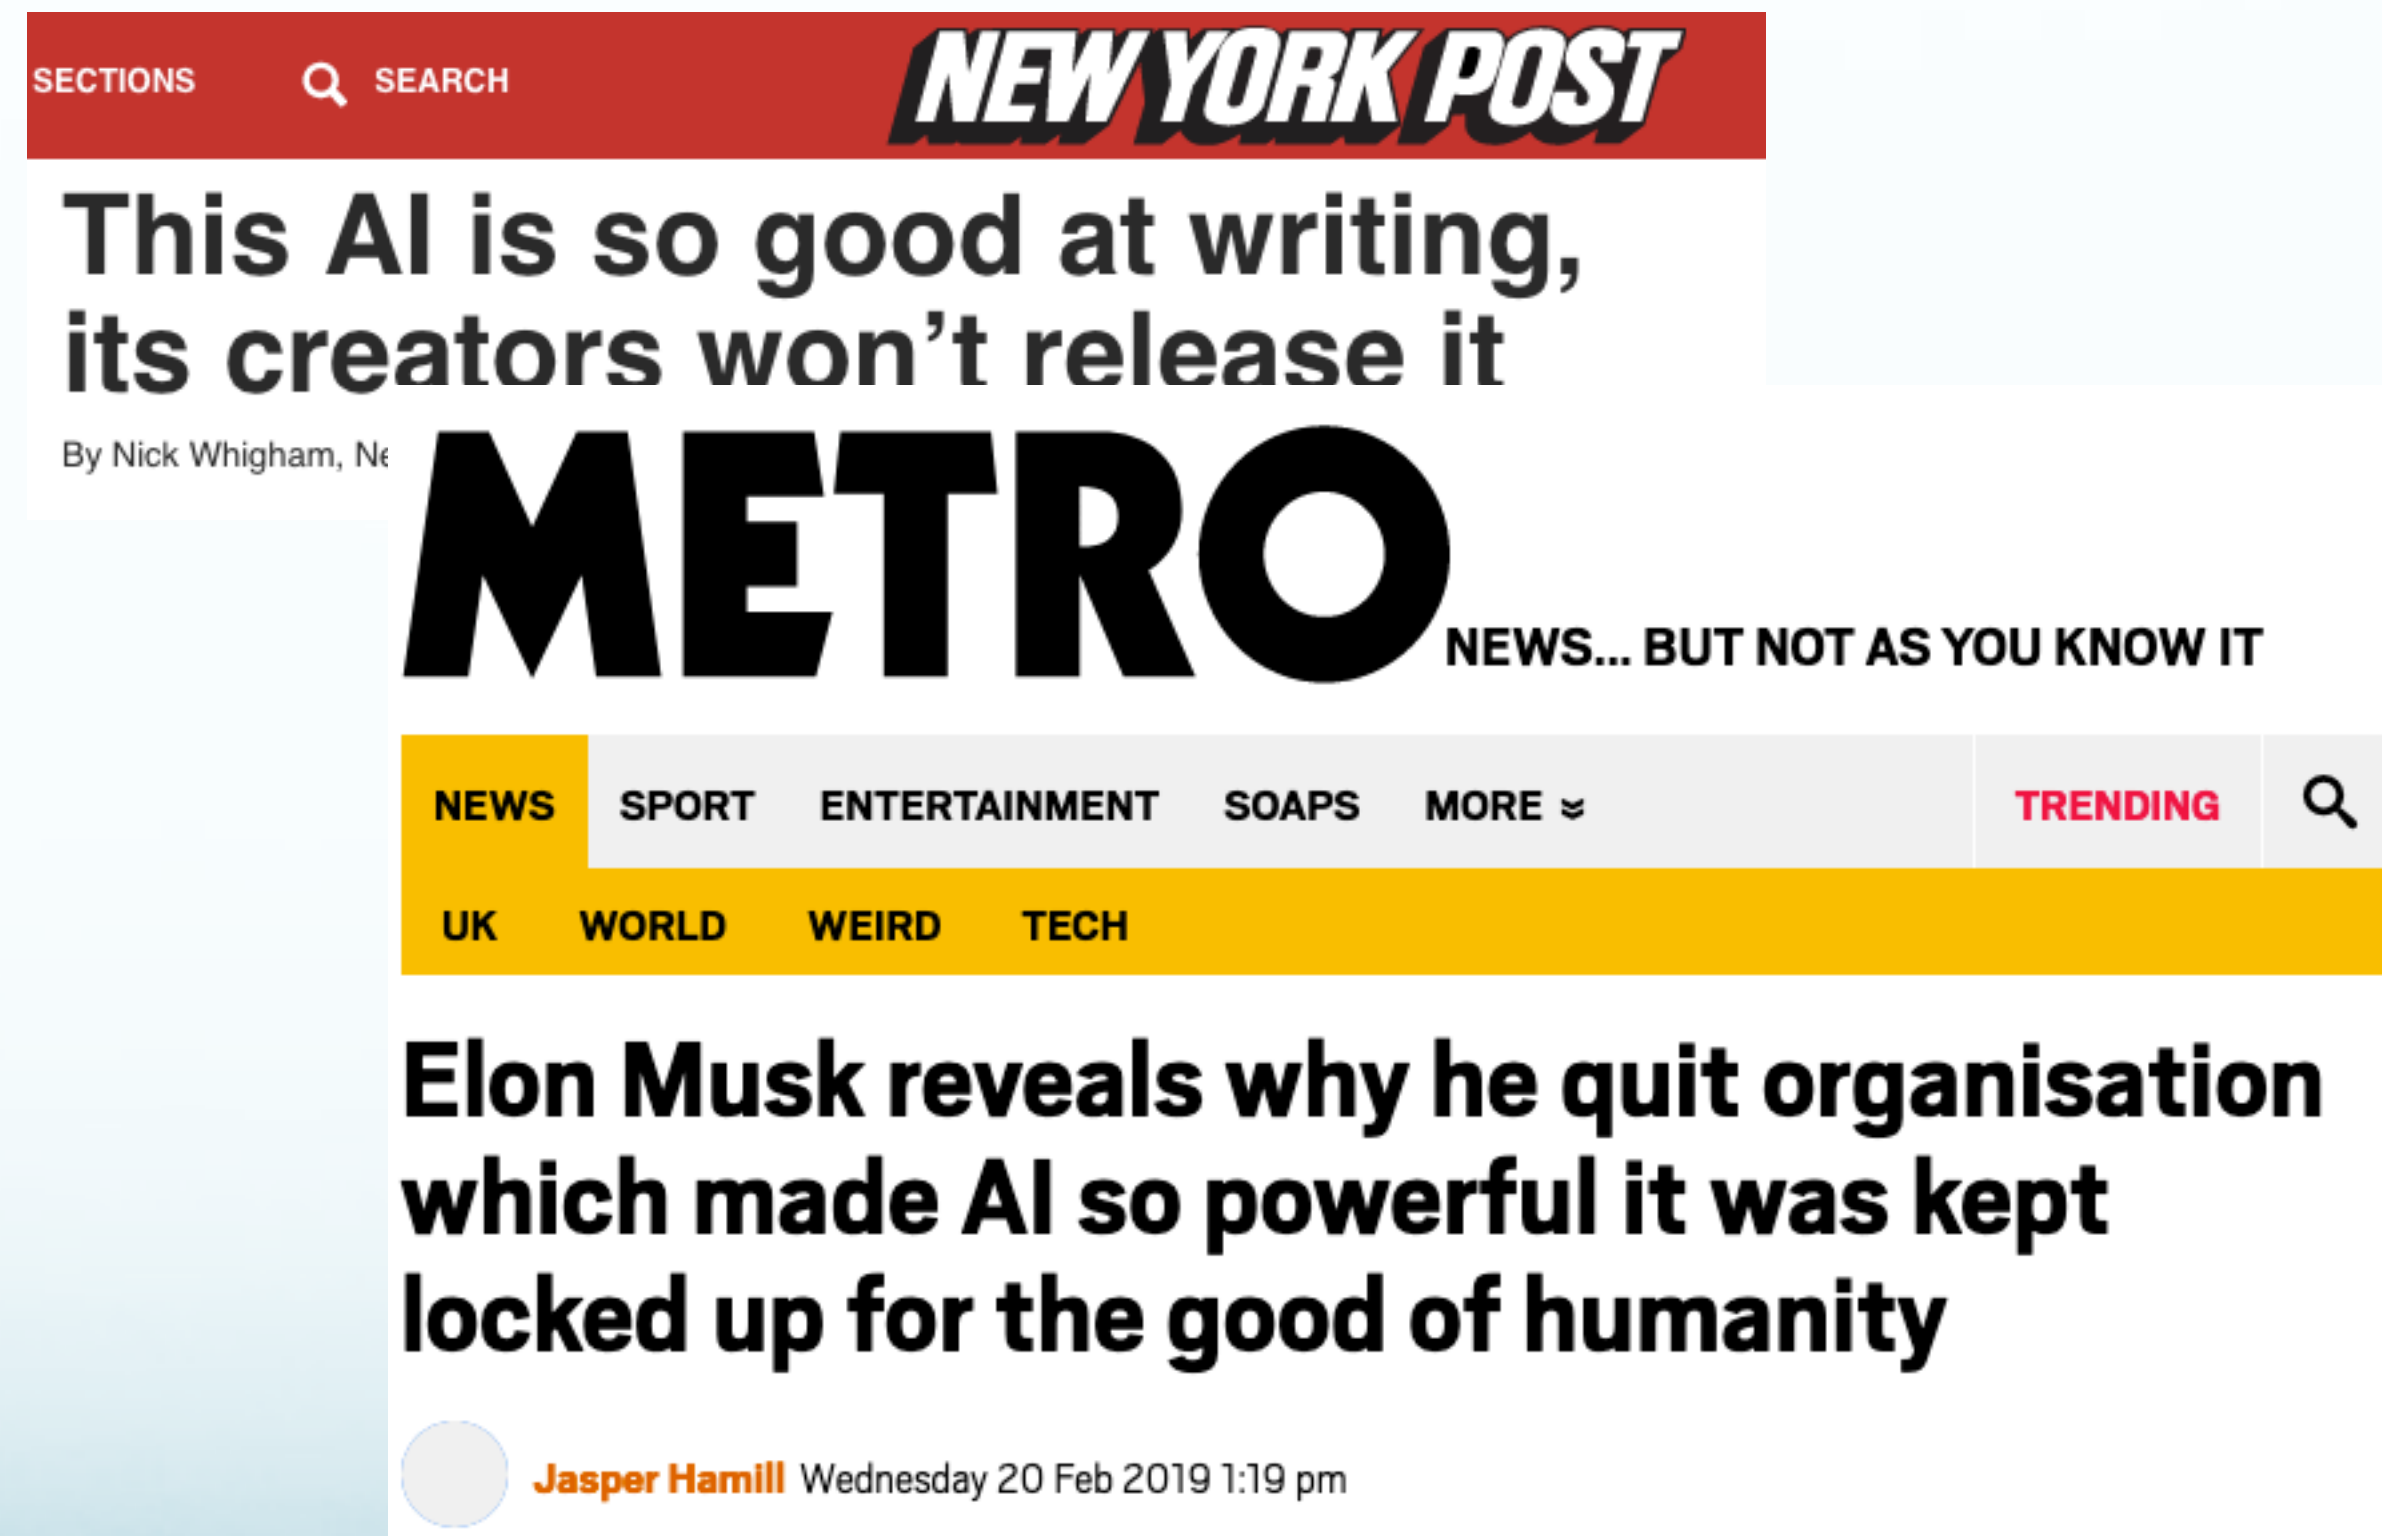 SECTIONS SEARCH NEW YORK POST
This AI is so good at writing,
its creators won't release it
By Nick Whigham,
METRO
NEWS... BUT NOT AS YOU KNOW IT
NEWS SPORT ENTERTAINMENT SOAPS MORE TRENDING
UK WORLD WEIRD TECH
Elon Musk reveals why he quit organisation
which made AI so powerful it was kept
locked up for the good of humanity
Jasper Hamill Wednesday 20 Feb 2019 1:19 pm